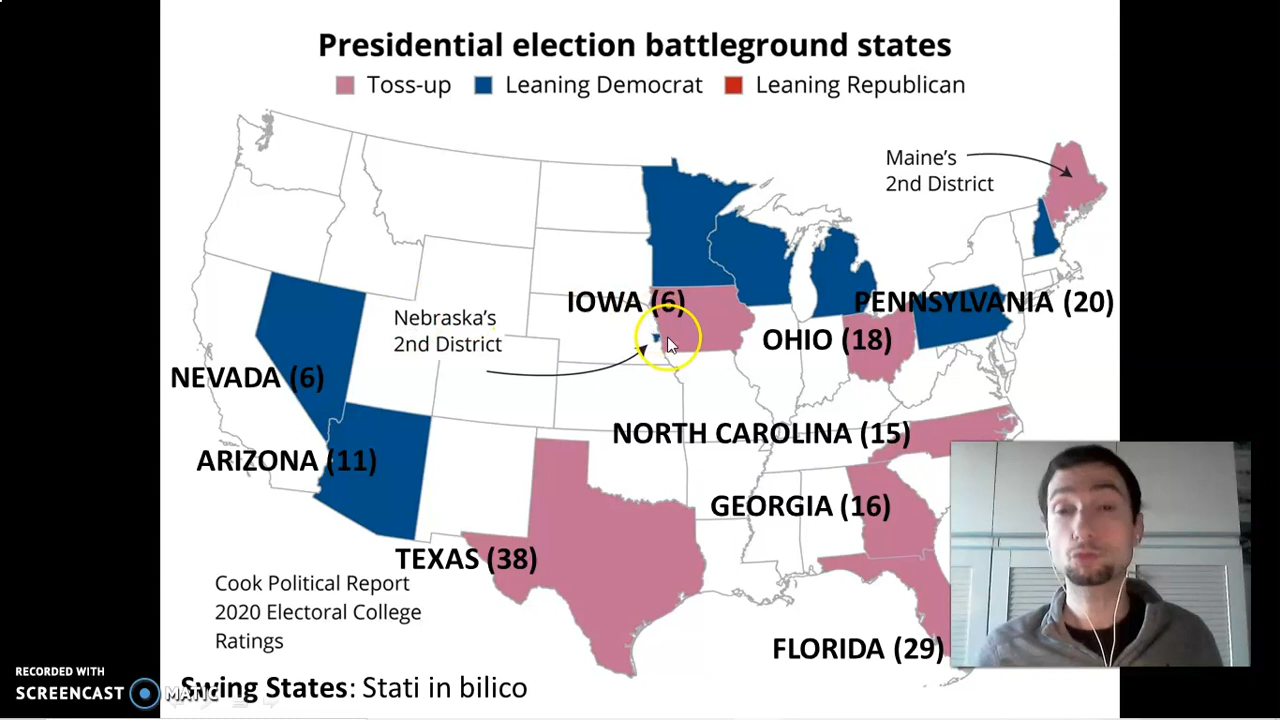 Presidential election battleground states
Toss-up Leaning Democrat Leaning Republican
Maine's
2nd District
IOWA (6)
PENNSYLVANIA (20)
Nebraska's
2nd District
OHIO (18)
NEVADA (6)
NORTH CAROLINA (15)
ARIZONA (11)
GEORGIA (16)
TEXAS (38)
Cook Political Report
2020 Electoral College
Ratings
FLORIDA (29)
Swing States: Stati in bilico
RECORDED WITH
SCREENCAST MATIC